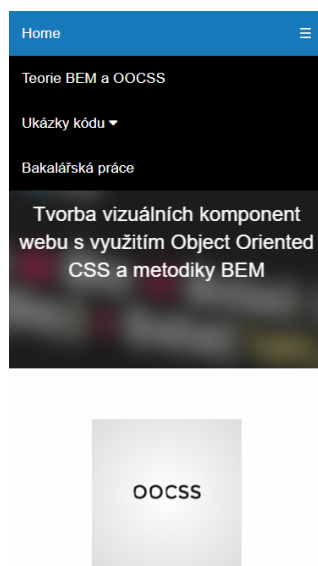 Home ☰
Teorie BEM a OOCSS
Ukázky kódu
Bakalářská práce
Tvorba vizuálních komponent
webu s využitím Object Oriented
CSS a metodiky BEM
OOCSS